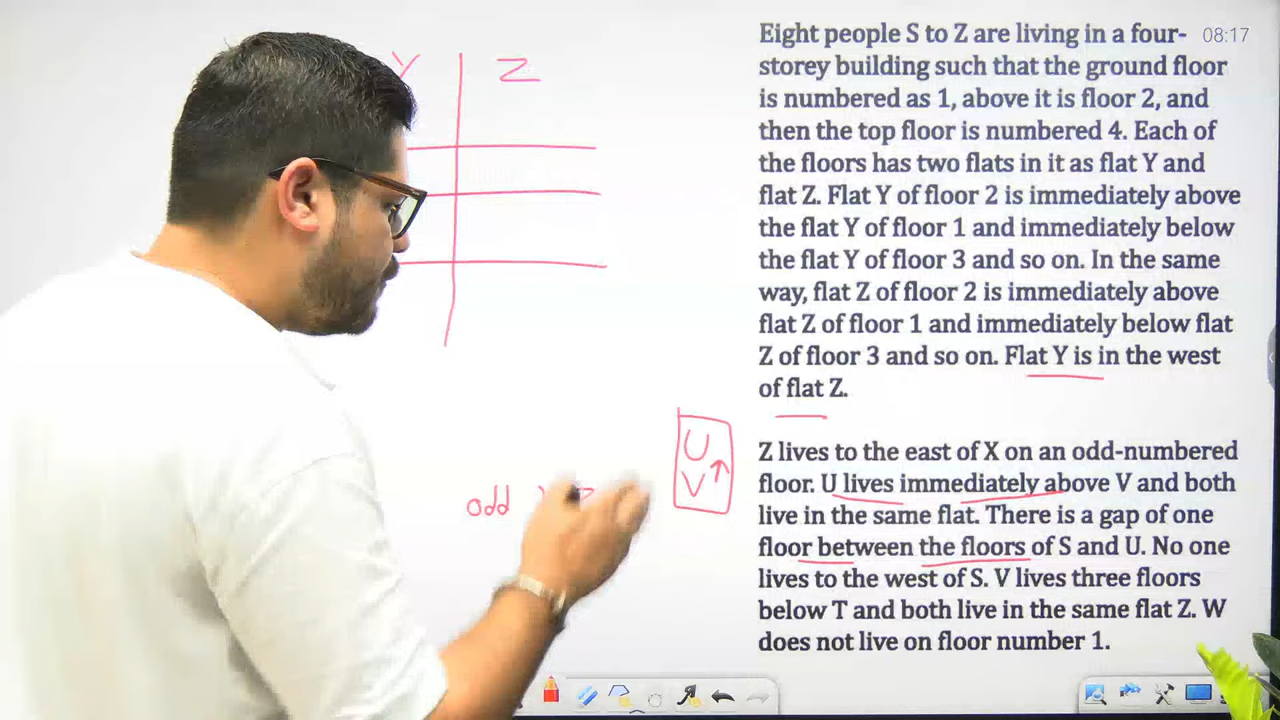 Eight people S to Z are living in a four-
storey building such that the ground floor
is numbered as 1, above it is floor 2, and
then the top floor is numbered 4. Each of
the floors has two flats in it as flat Y and
flat Z. Flat Y of floor 2 is immediately above
the flat Y of floor 1 and immediately below
the flat Y of floor 3 and so on. In the same
way, flat Z of floor 2 is immediately above
flat Z of floor 1 and immediately below flat
Z of floor 3 and so on. Flat Y is in the west
of flat Z.
Z lives to the east of X on an odd-numbered
floor. U lives immediately above V and both
live in the same flat. There is a gap of one
floor between the floors of S and U. No one
lives to the west of S. V lives three floors
below T and both live in the same flat Z. W
does not live on floor number 1.
08:17
Y Z
U
V
odd